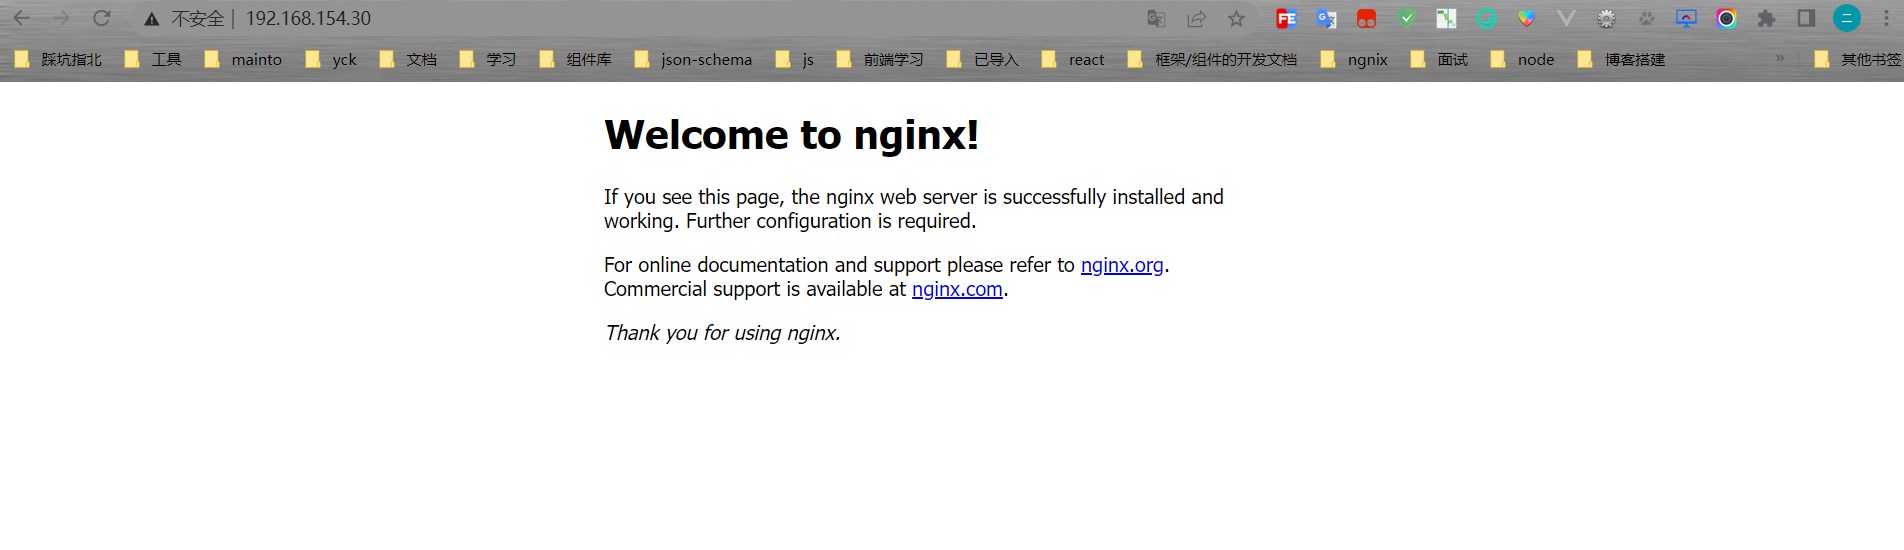 不安全 | 192.168.154.30
FE
二
踩坑指北 工具 mainto yck 文档 学习 组件库 json-schema js 前端学习 已导入 react 框架/组件的开发文档 ngnix 面试 node 博客搭建 » 其他书签
Welcome to nginx!
If you see this page, the nginx web server is successfully installed and
working. Further configuration is required.
For online documentation and support please refer to nginx.org.
Commercial support is available at nginx.com.
Thank you for using nginx.